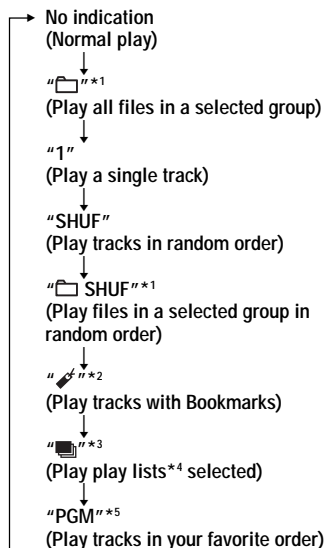 No indication
(Normal play)
“ ”*1
(Play all files in a selected group)
“1”
(Play a single track)
“SHUF”
(Play tracks in random order)
“ SHUF”*1
(Play files in a selected group in
random order)
“ ”*2
(Play tracks with Bookmarks)
“ ”*3
(Play play lists*4 selected)
“PGM”*5
(Play tracks in your favorite order)